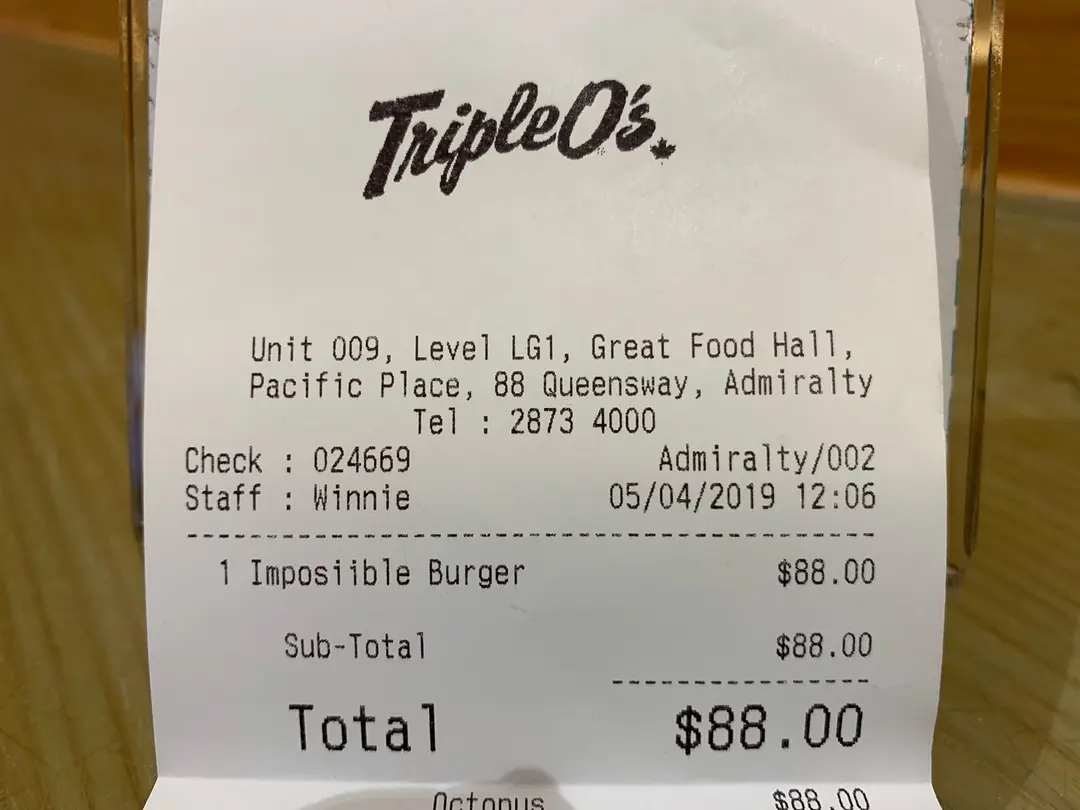 TripleO's
Unit 009, Level LG1, Great Food Hall,
Pacific Place, 88 Queensway, Admiralty
Tel : 2873 4000
Check : 024669 Admiralty/002
Staff : Winnie 05/04/2019 12:06
1 Imposiible Burger $88.00
Sub-Total $88.00
Total $88.00
Octopus $88.00